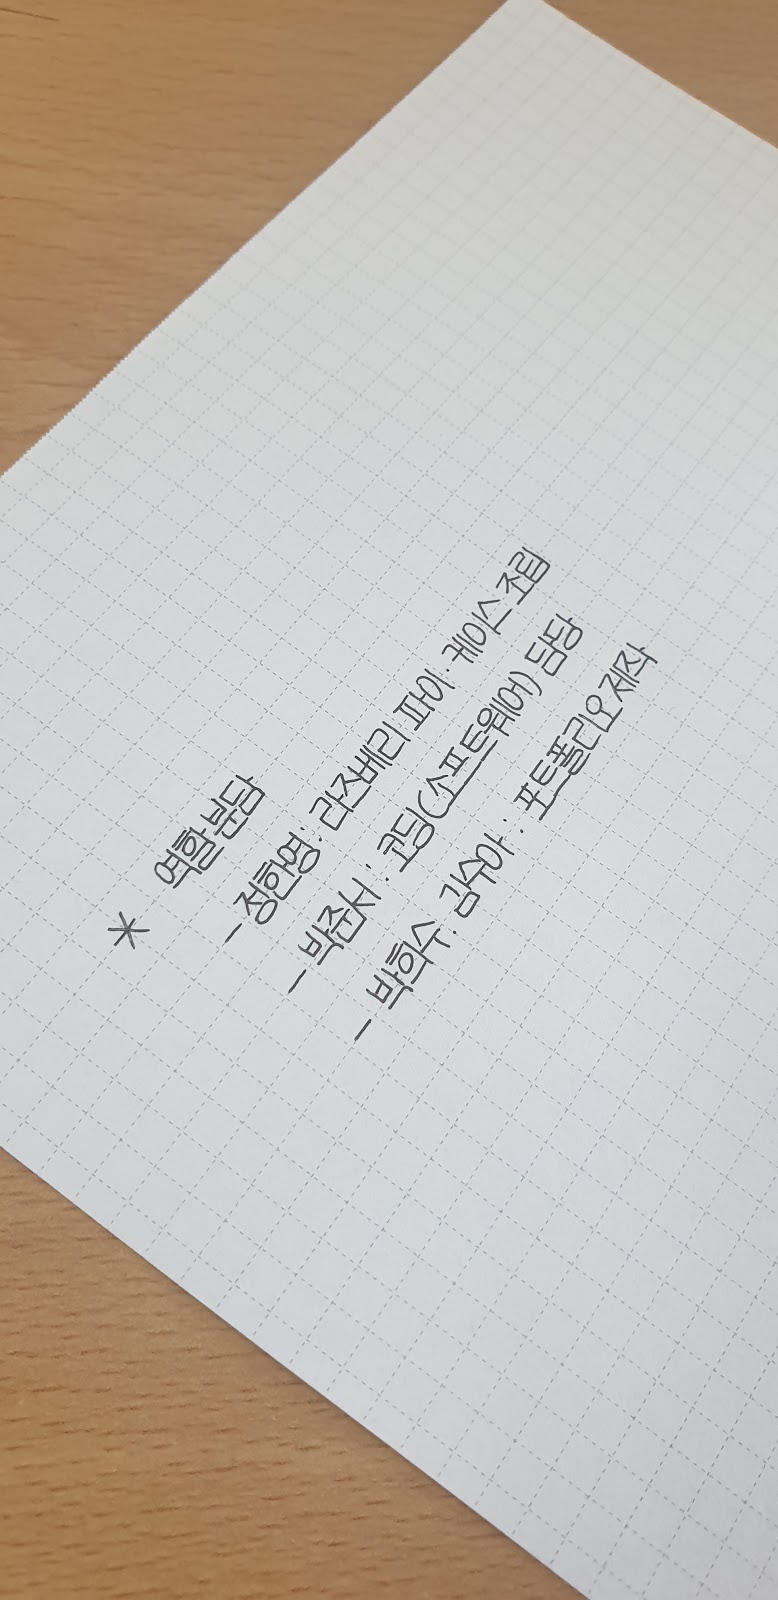 * 역할 분담
- 정한영 : 라즈베리 파이·케이스 조립
- 박준서 : 코딩(소프트웨어) 담당
- 박희수·김수아 : 포트폴리오 제작